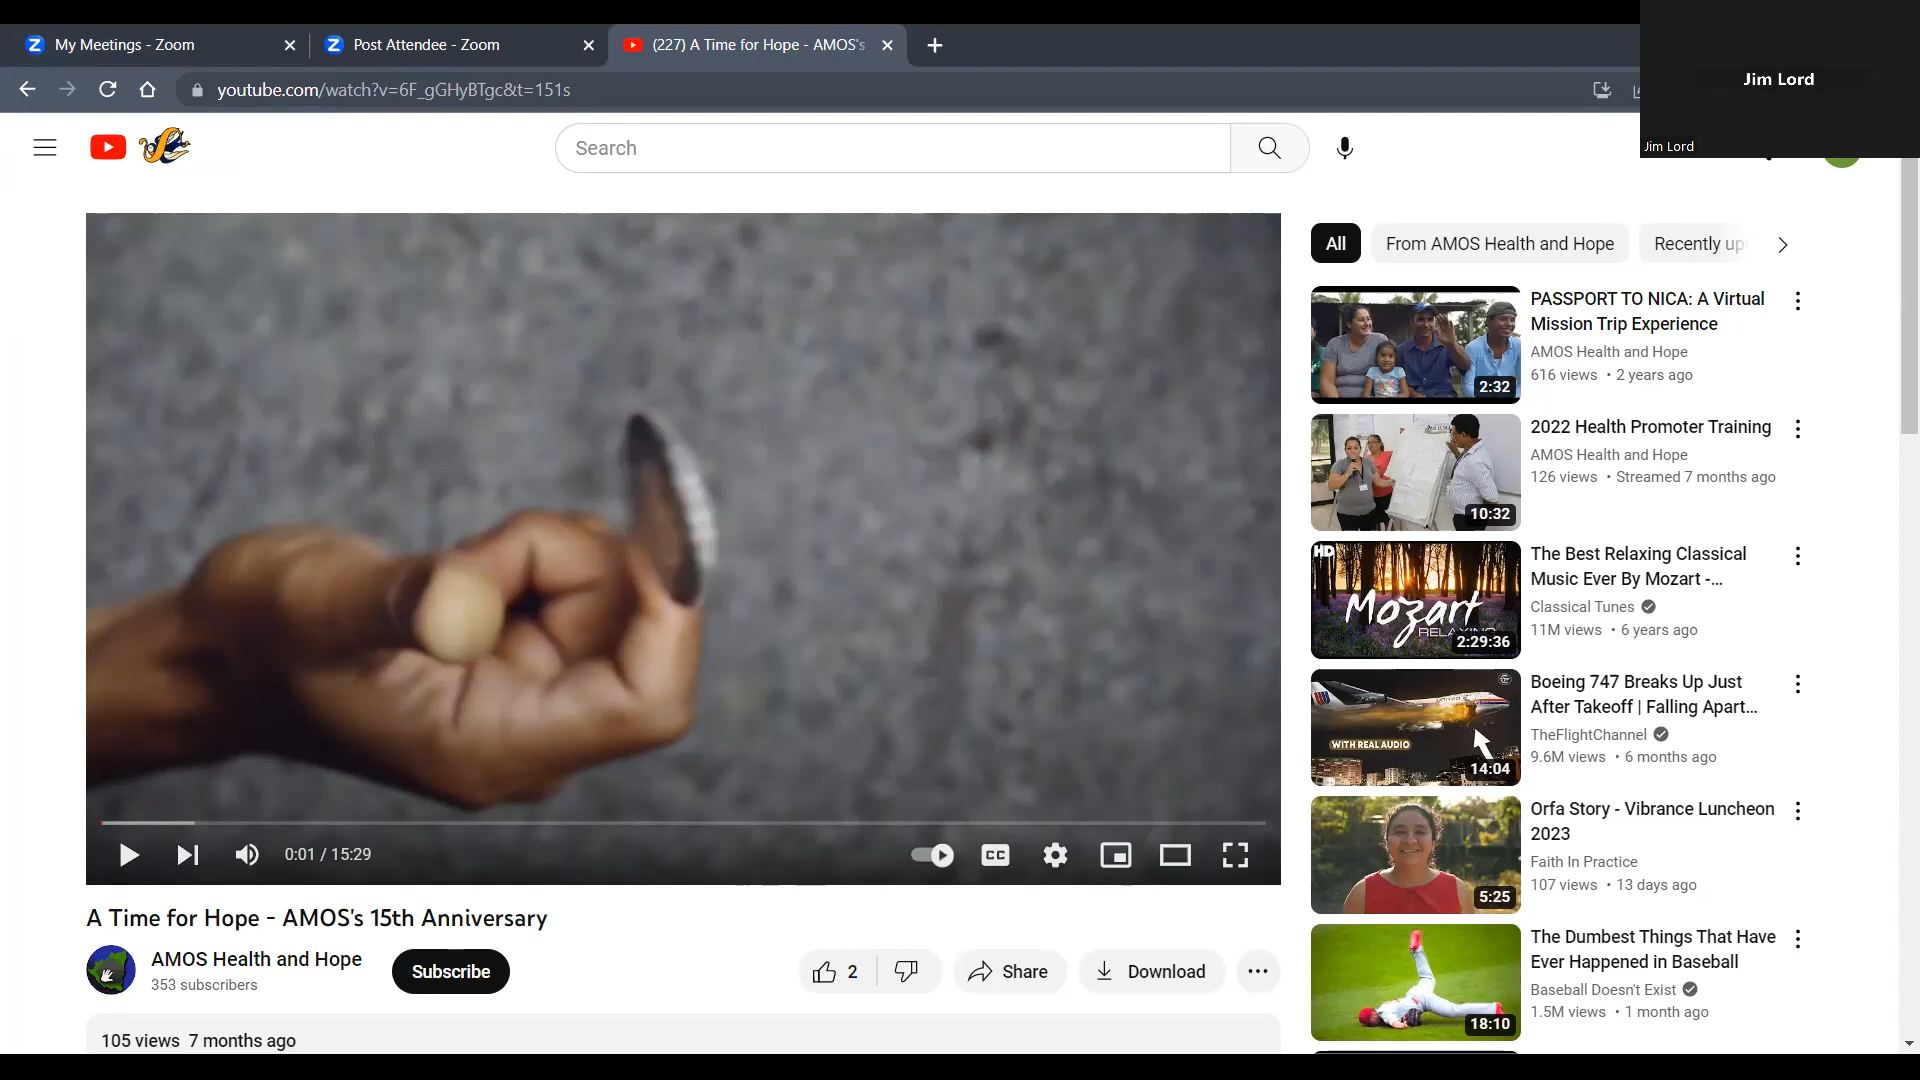 My Meetings - Zoom
Post Attendee - Zoom
(227) A Time for Hope - AMOS's
youtube.com/watch?v=6F_gGHyBTgc&t=151s
Jim Lord
Jim Lord
Search
All
From AMOS Health and Hope
Recently up
PASSPORT TO NICA: A Virtual
Mission Trip Experience
AMOS Health and Hope
616 views • 2 years ago
2:32
2022 Health Promoter Training
AMOS Health and Hope
126 views • Streamed 7 months ago
10:32
HD
Mozart
RELAXING
2:29:36
The Best Relaxing Classical
Music Ever By Mozart -...
Classical Tunes
11M views • 6 years ago
WITH REAL AUDIO
14:04
Boeing 747 Breaks Up Just
After Takeoff | Falling Apart...
TheFlightChannel
9.6M views • 6 months ago
Orfa Story - Vibrance Luncheon
2023
Faith In Practice
107 views • 13 days ago
5:25
The Dumbest Things That Have
Ever Happened in Baseball
Baseball Doesn't Exist
1.5M views • 1 month ago
18:10
0:01 / 15:29
CC
A Time for Hope - AMOS's 15th Anniversary
AMOS Health and Hope
353 subscribers
Subscribe
2
Share
Download
105 views 7 months ago